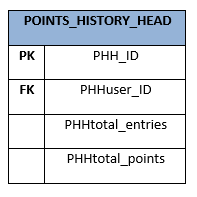 POINTS_HISTORY_HEAD
PK PHH_ID
FK PHHuser_ID
PHHtotal_entries
PHHtotal_points